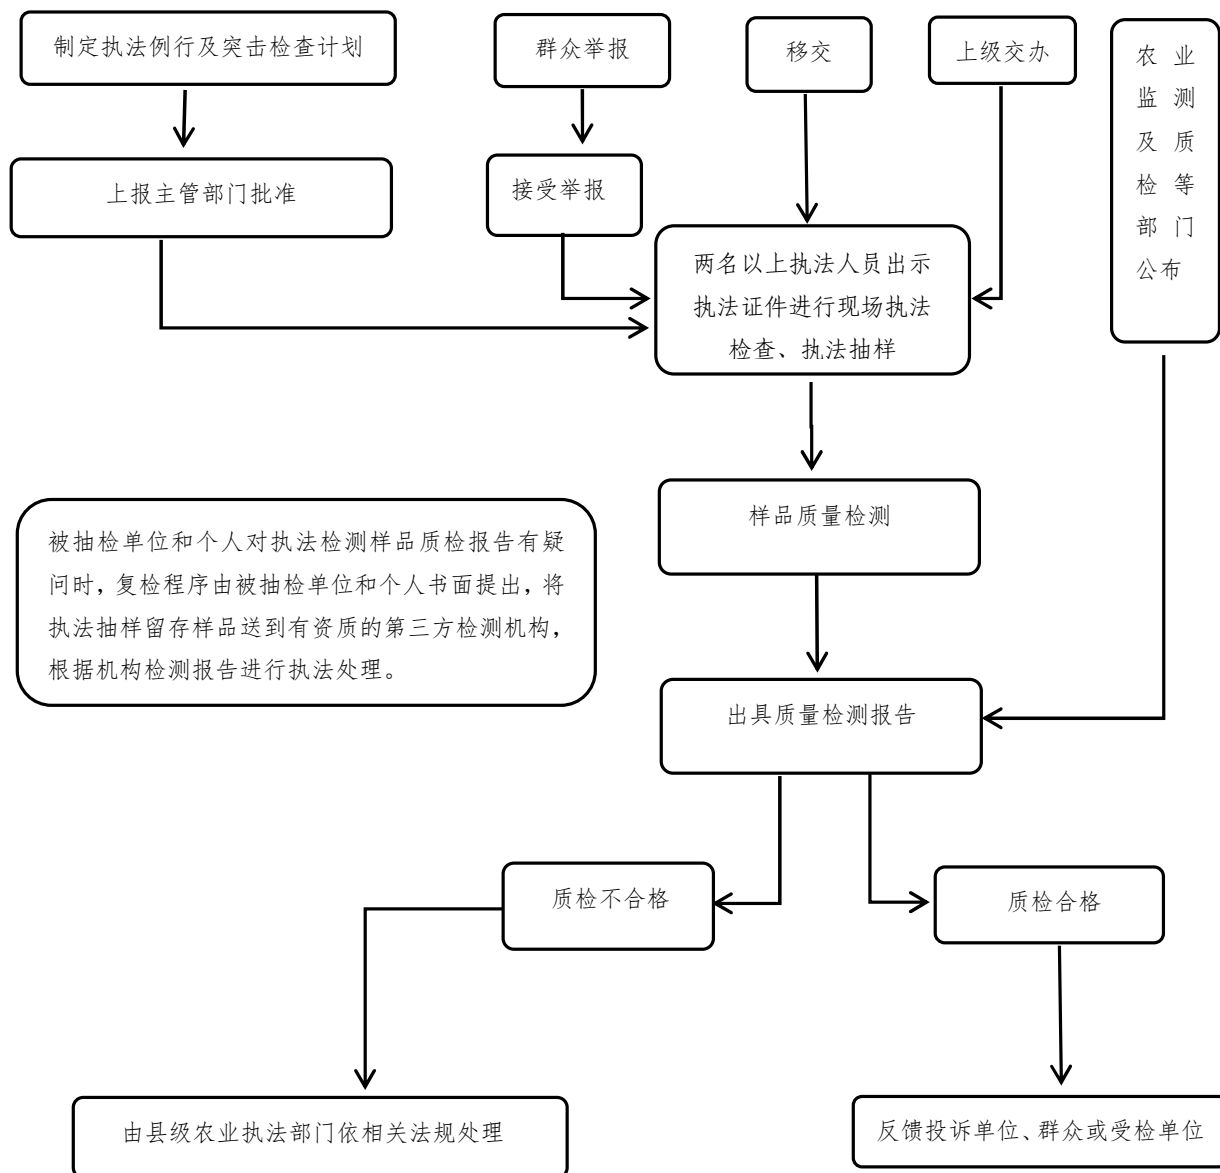 制定执法例行及突击检查计划
群众举报
移交
上级交办
农业
监测
及质
检等
部门
公布
上报主管部门批准
接受举报
两名以上执法人员出示
执法证件进行现场执法
检查、执法抽样
样品质量检测
被抽检单位和个人对执法检测样品质检报告有疑
问时，复检程序由被抽检单位和个人书面提出，将
执法抽样留存样品送到有资质的第三方检测机构，
根据机构检测报告进行执法处理。
出具质量检测报告
质检不合格
质检合格
由县级农业执法部门依相关法规处理
反馈投诉单位、群众或受检单位